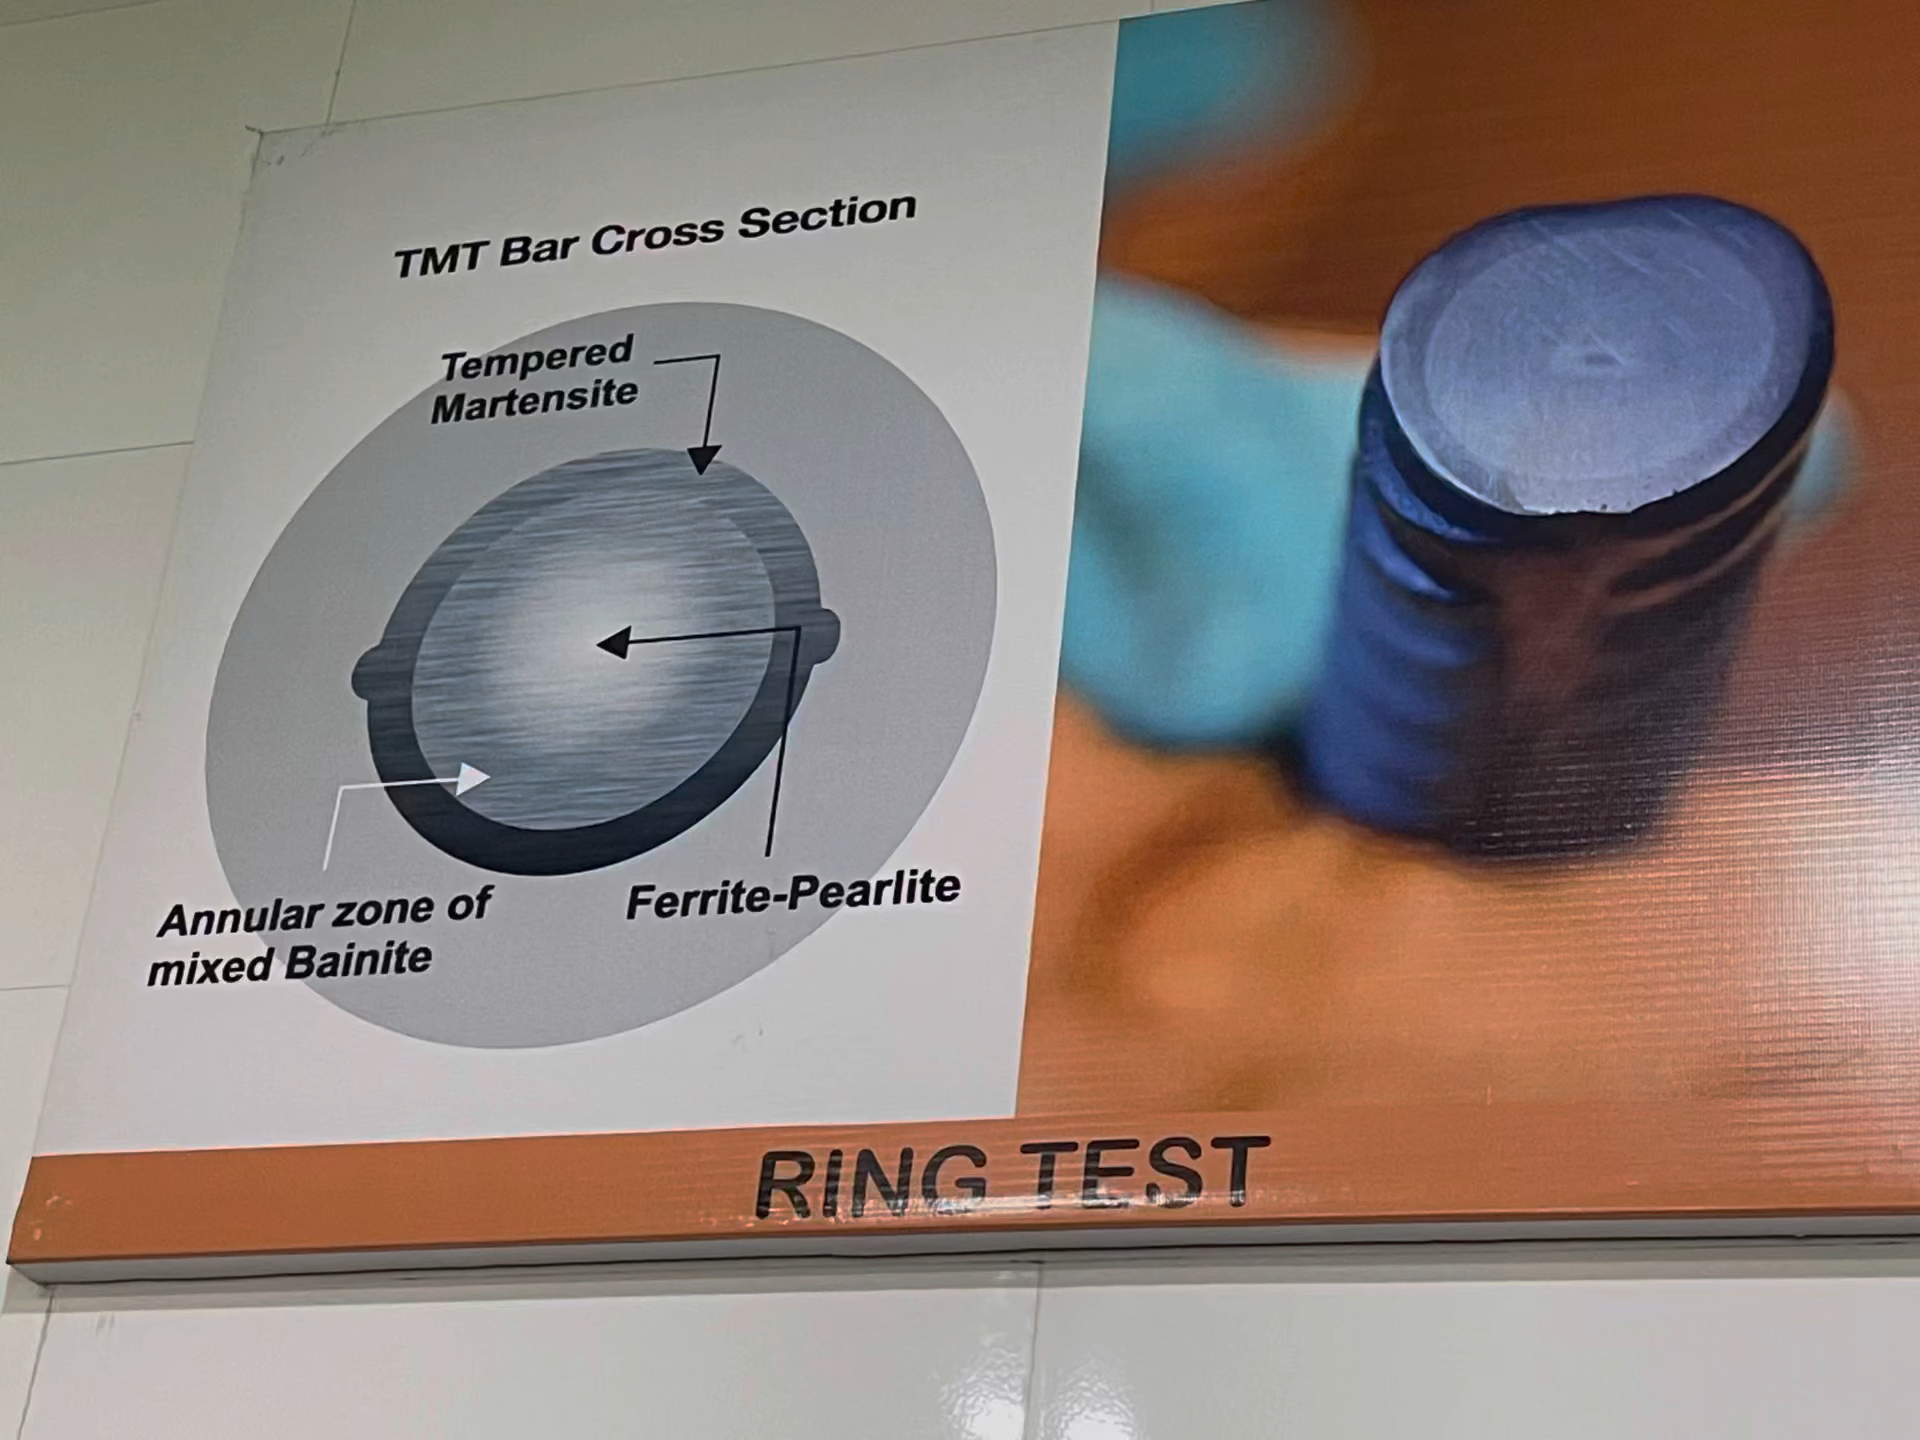 TMT Bar Cross Section
Tempered
Martensite
Annular zone of
mixed Bainite
Ferrite-Pearlite
RING TEST